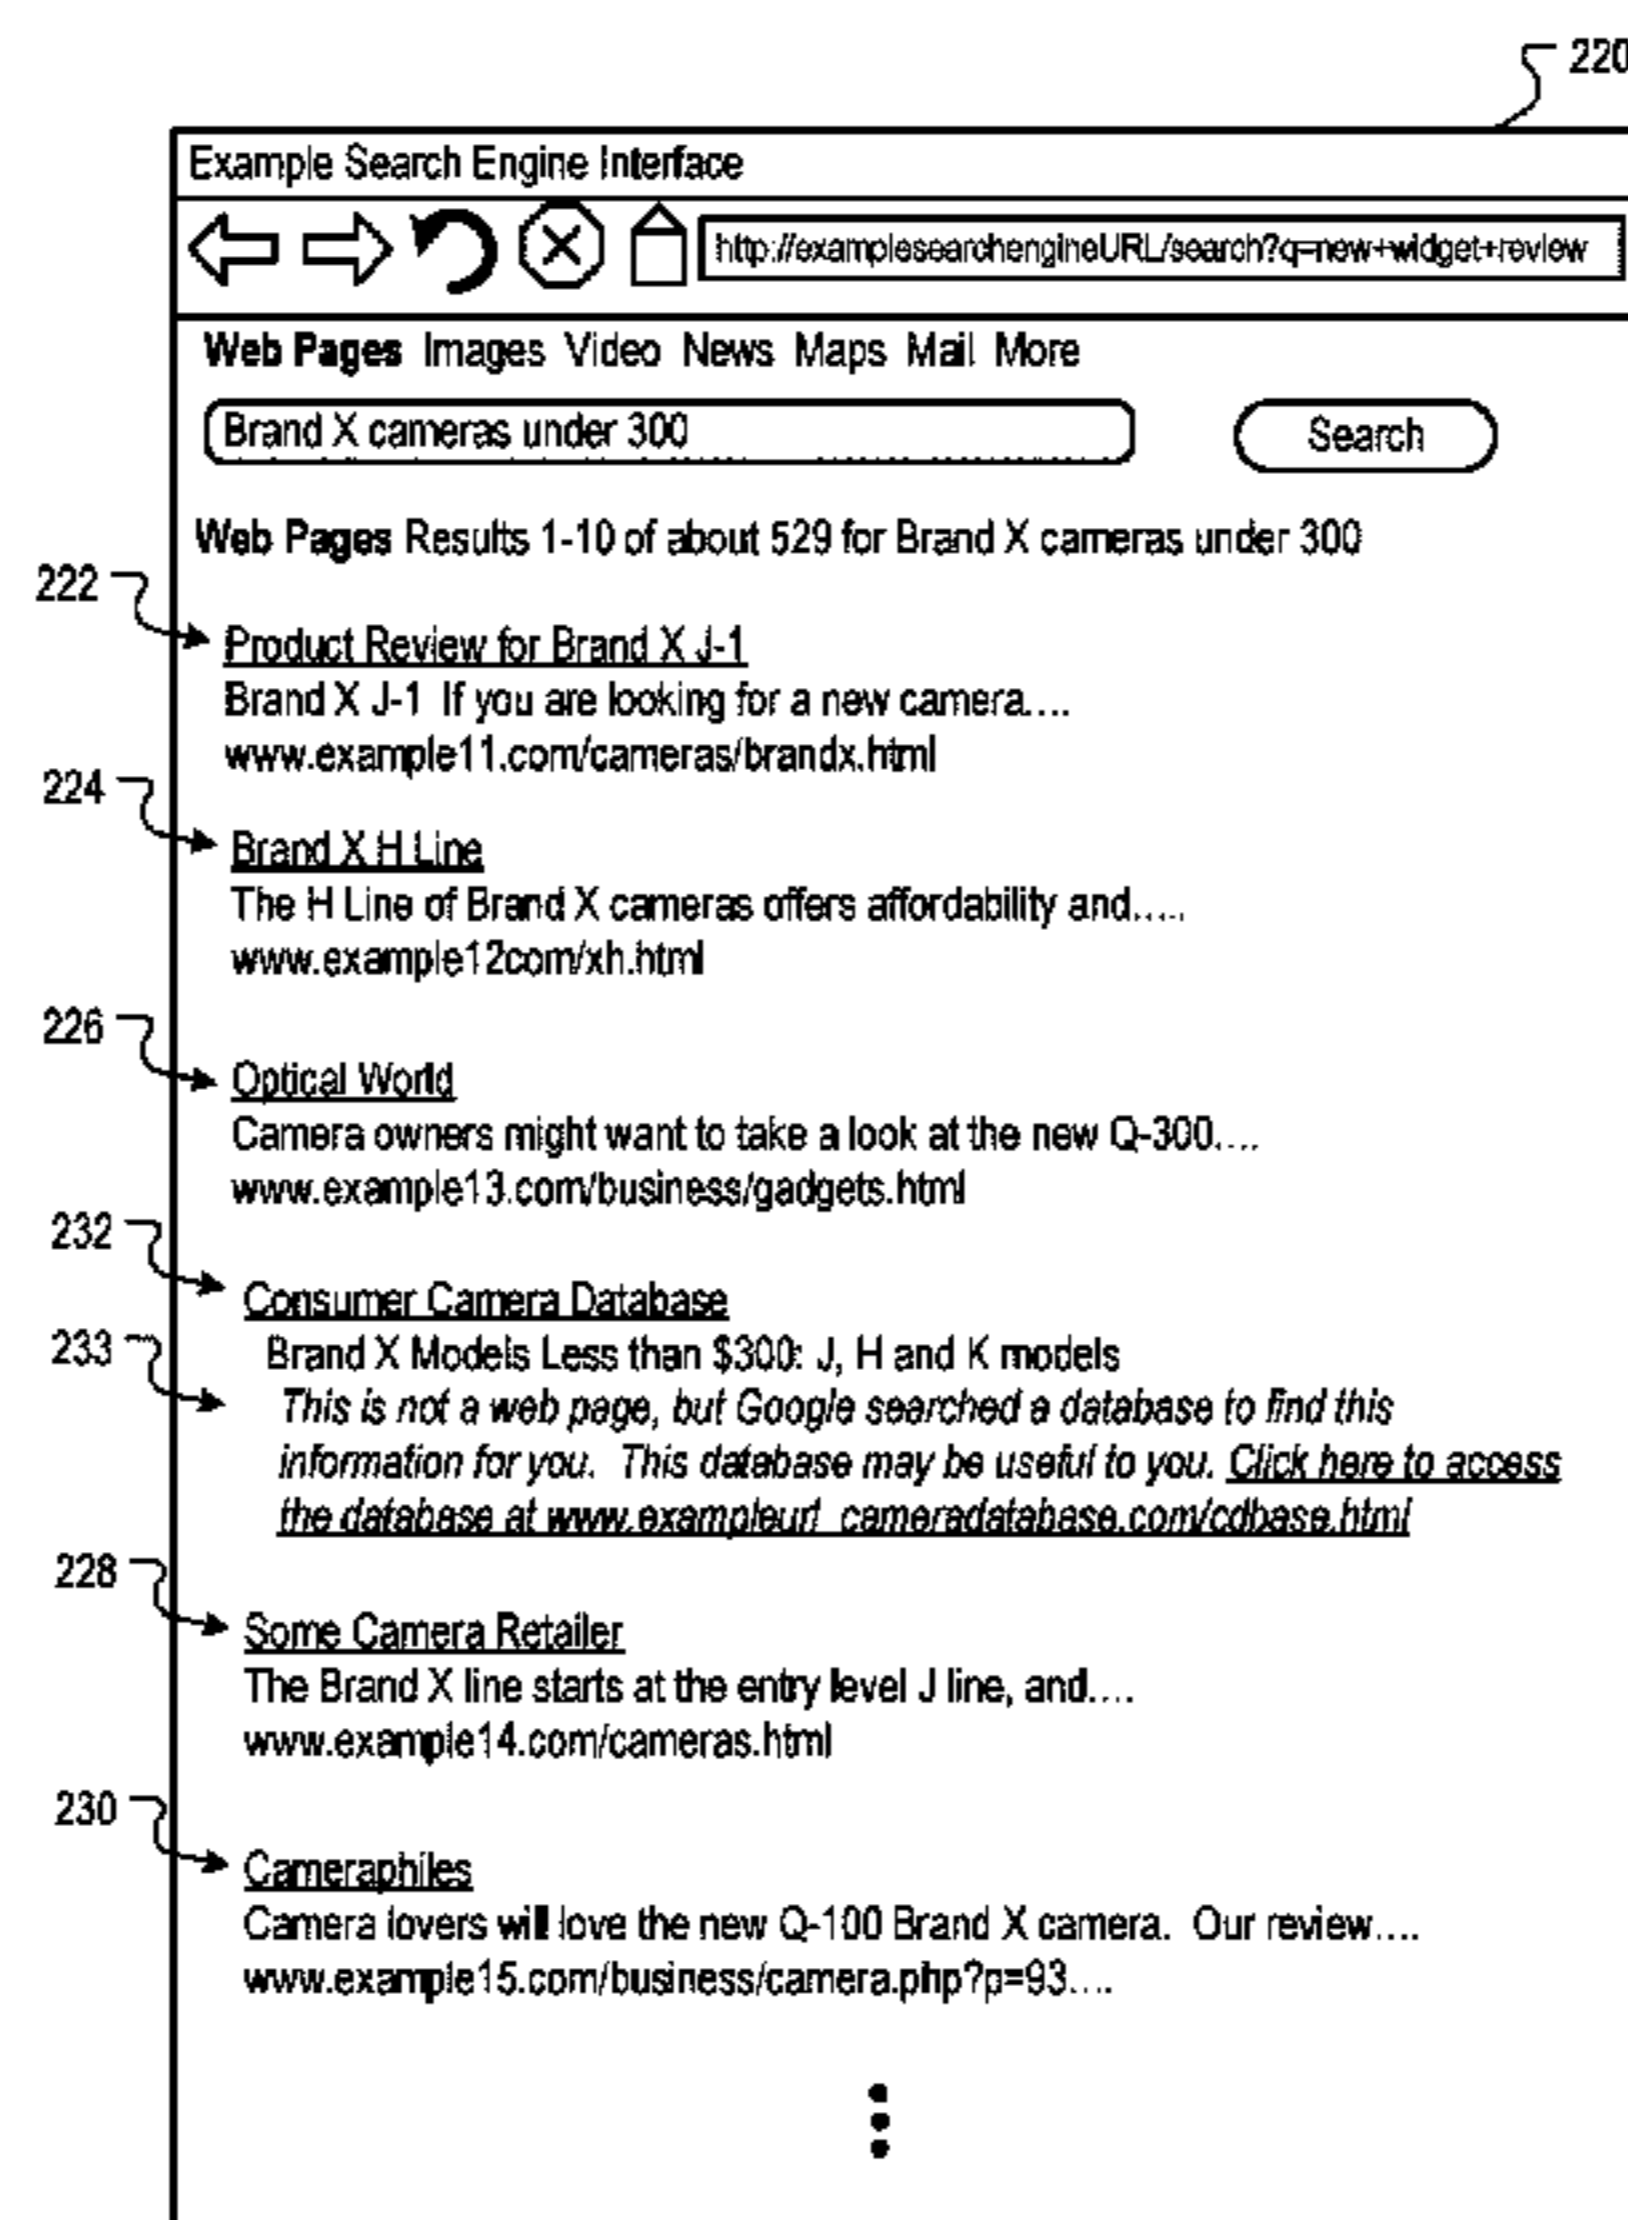 220
Example Search Engine Interface
http://examplesearchengineURL/search?q=new+widget+review
Web Pages Images Video News Maps Mail More
Brand X cameras under 300
Search
Web Pages Results 1-10 of about 529 for Brand X cameras under 300
222
Product Review for Brand X J-1
Brand X J-1 If you are looking for a new camera....
www.example11.com/cameras/brandx.html
224
Brand X H Line
The H Line of Brand X cameras offers affordability and.....
www.example12com/xh.html
226
Optical World
Camera owners might want to take a look at the new Q-300....
www.example13.com/business/gadgets.html
232
Consumer Camera Database
233
Brand X Models Less than $300: J, H and K models
This is not a web page, but Google searched a database to find this
information for you. This database may be useful to you. Click here to access
the database at www.exampleurl_cameradatabase.com/cdbase.html
228
Some Camera Retailer
The Brand X line starts at the entry level J line, and....
www.example14.com/cameras.html
230
Cameraphiles
Camera lovers will love the new Q-100 Brand X camera. Our review....
www.example15.com/business/camera.php?p=93....